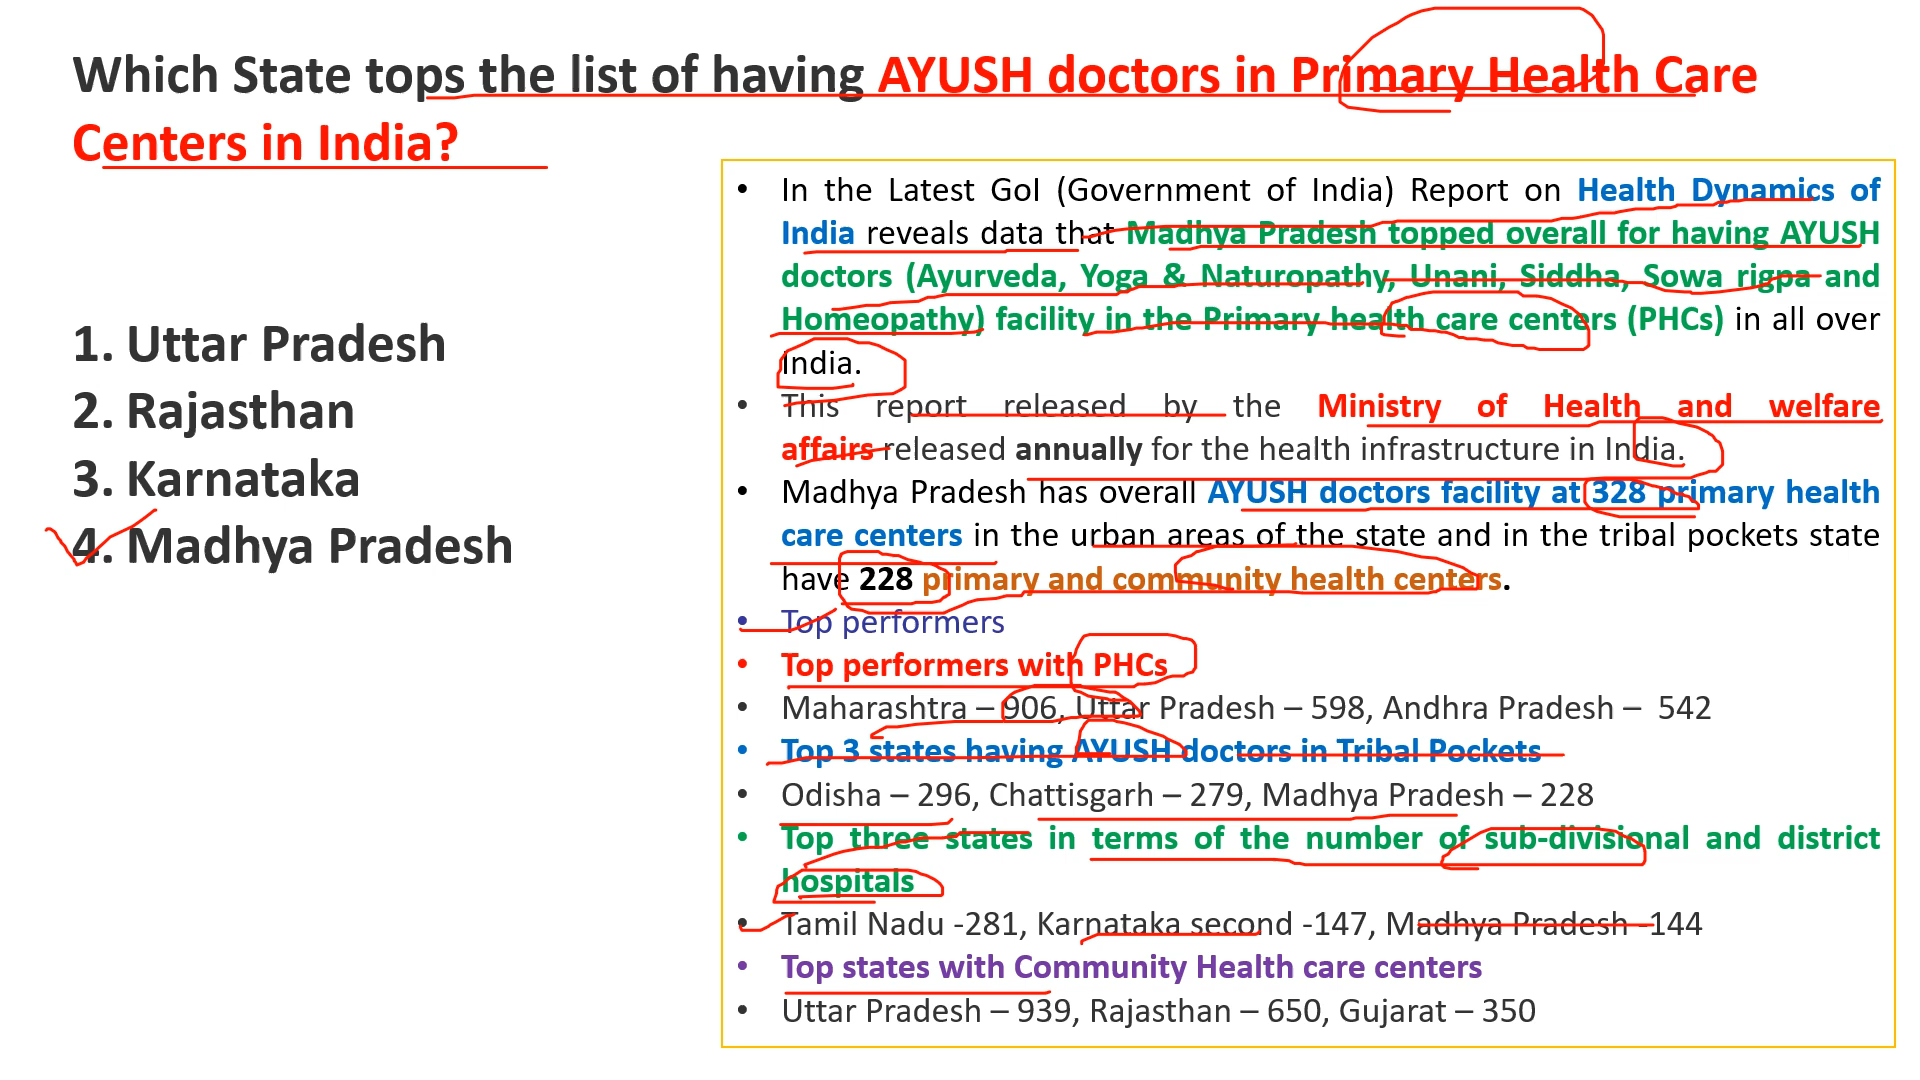 Which State tops the list of having AYUSH doctors in Primary Health Care
Centers in India?
1. Uttar Pradesh
2. Rajasthan
3. Karnataka
4. Madhya Pradesh
• In the Latest GoI (Government of India) Report on Health Dynamics of
India reveals data that Madhya Pradesh topped overall for having AYUSH
doctors (Ayurveda, Yoga & Naturopathy, Unani, Siddha, Sowa rigpa and
Homeopathy) facility in the Primary health care centers (PHCs) in all over
India.
• This report released by the Ministry of Health and welfare
affairs released annually for the health infrastructure in India.
• Madhya Pradesh has overall AYUSH doctors facility at 328 primary health
care centers in the urban areas of the state and in the tribal pockets state
have 228 primary and community health centers.
• Top performers
• Top performers with PHCs
• Maharashtra – 906, Uttar Pradesh – 598, Andhra Pradesh – 542
• Top 3 states having AYUSH doctors in Tribal Pockets
• Odisha – 296, Chattisgarh – 279, Madhya Pradesh – 228
• Top three states in terms of the number of sub-divisional and district
hospitals
• Tamil Nadu -281, Karnataka second -147, Madhya Pradesh -144
• Top states with Community Health care centers
• Uttar Pradesh – 939, Rajasthan – 650, Gujarat – 350